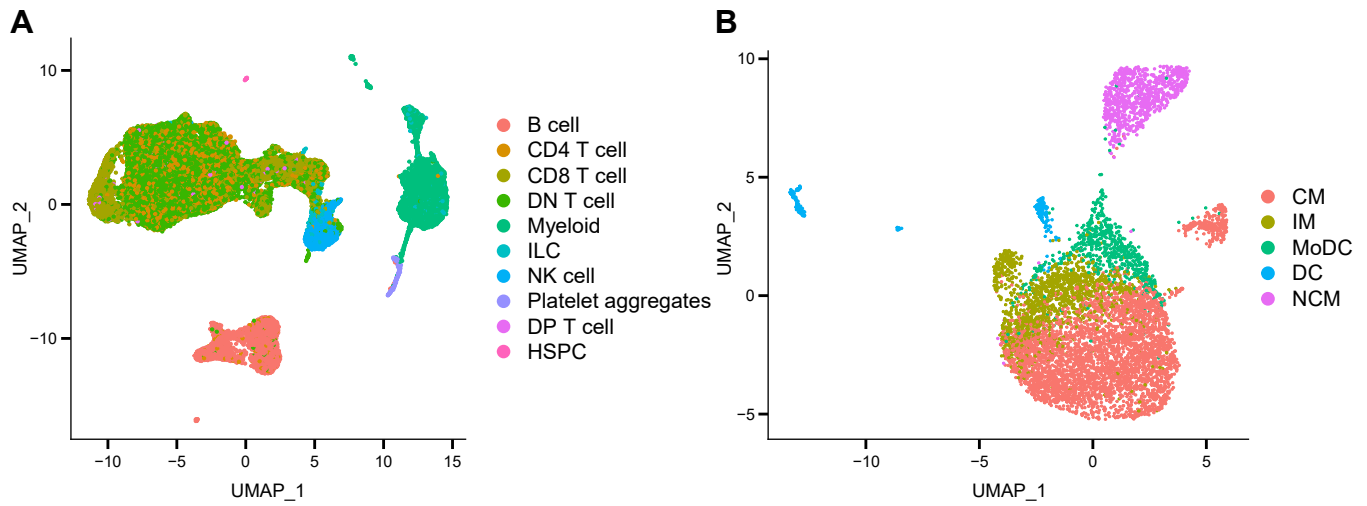 A
10
0
−10
UMAP_2
−10
−5
0
5
10
15
UMAP_1
B cell
CD4 T cell
CD8 T cell
DN T cell
Myeloid
ILC
NK cell
Platelet aggregates
DP T cell
HSPC
B
10
5
0
−5
UMAP_2
−10
−5
0
5
UMAP_1
CM
IM
MoDC
DC
NCM